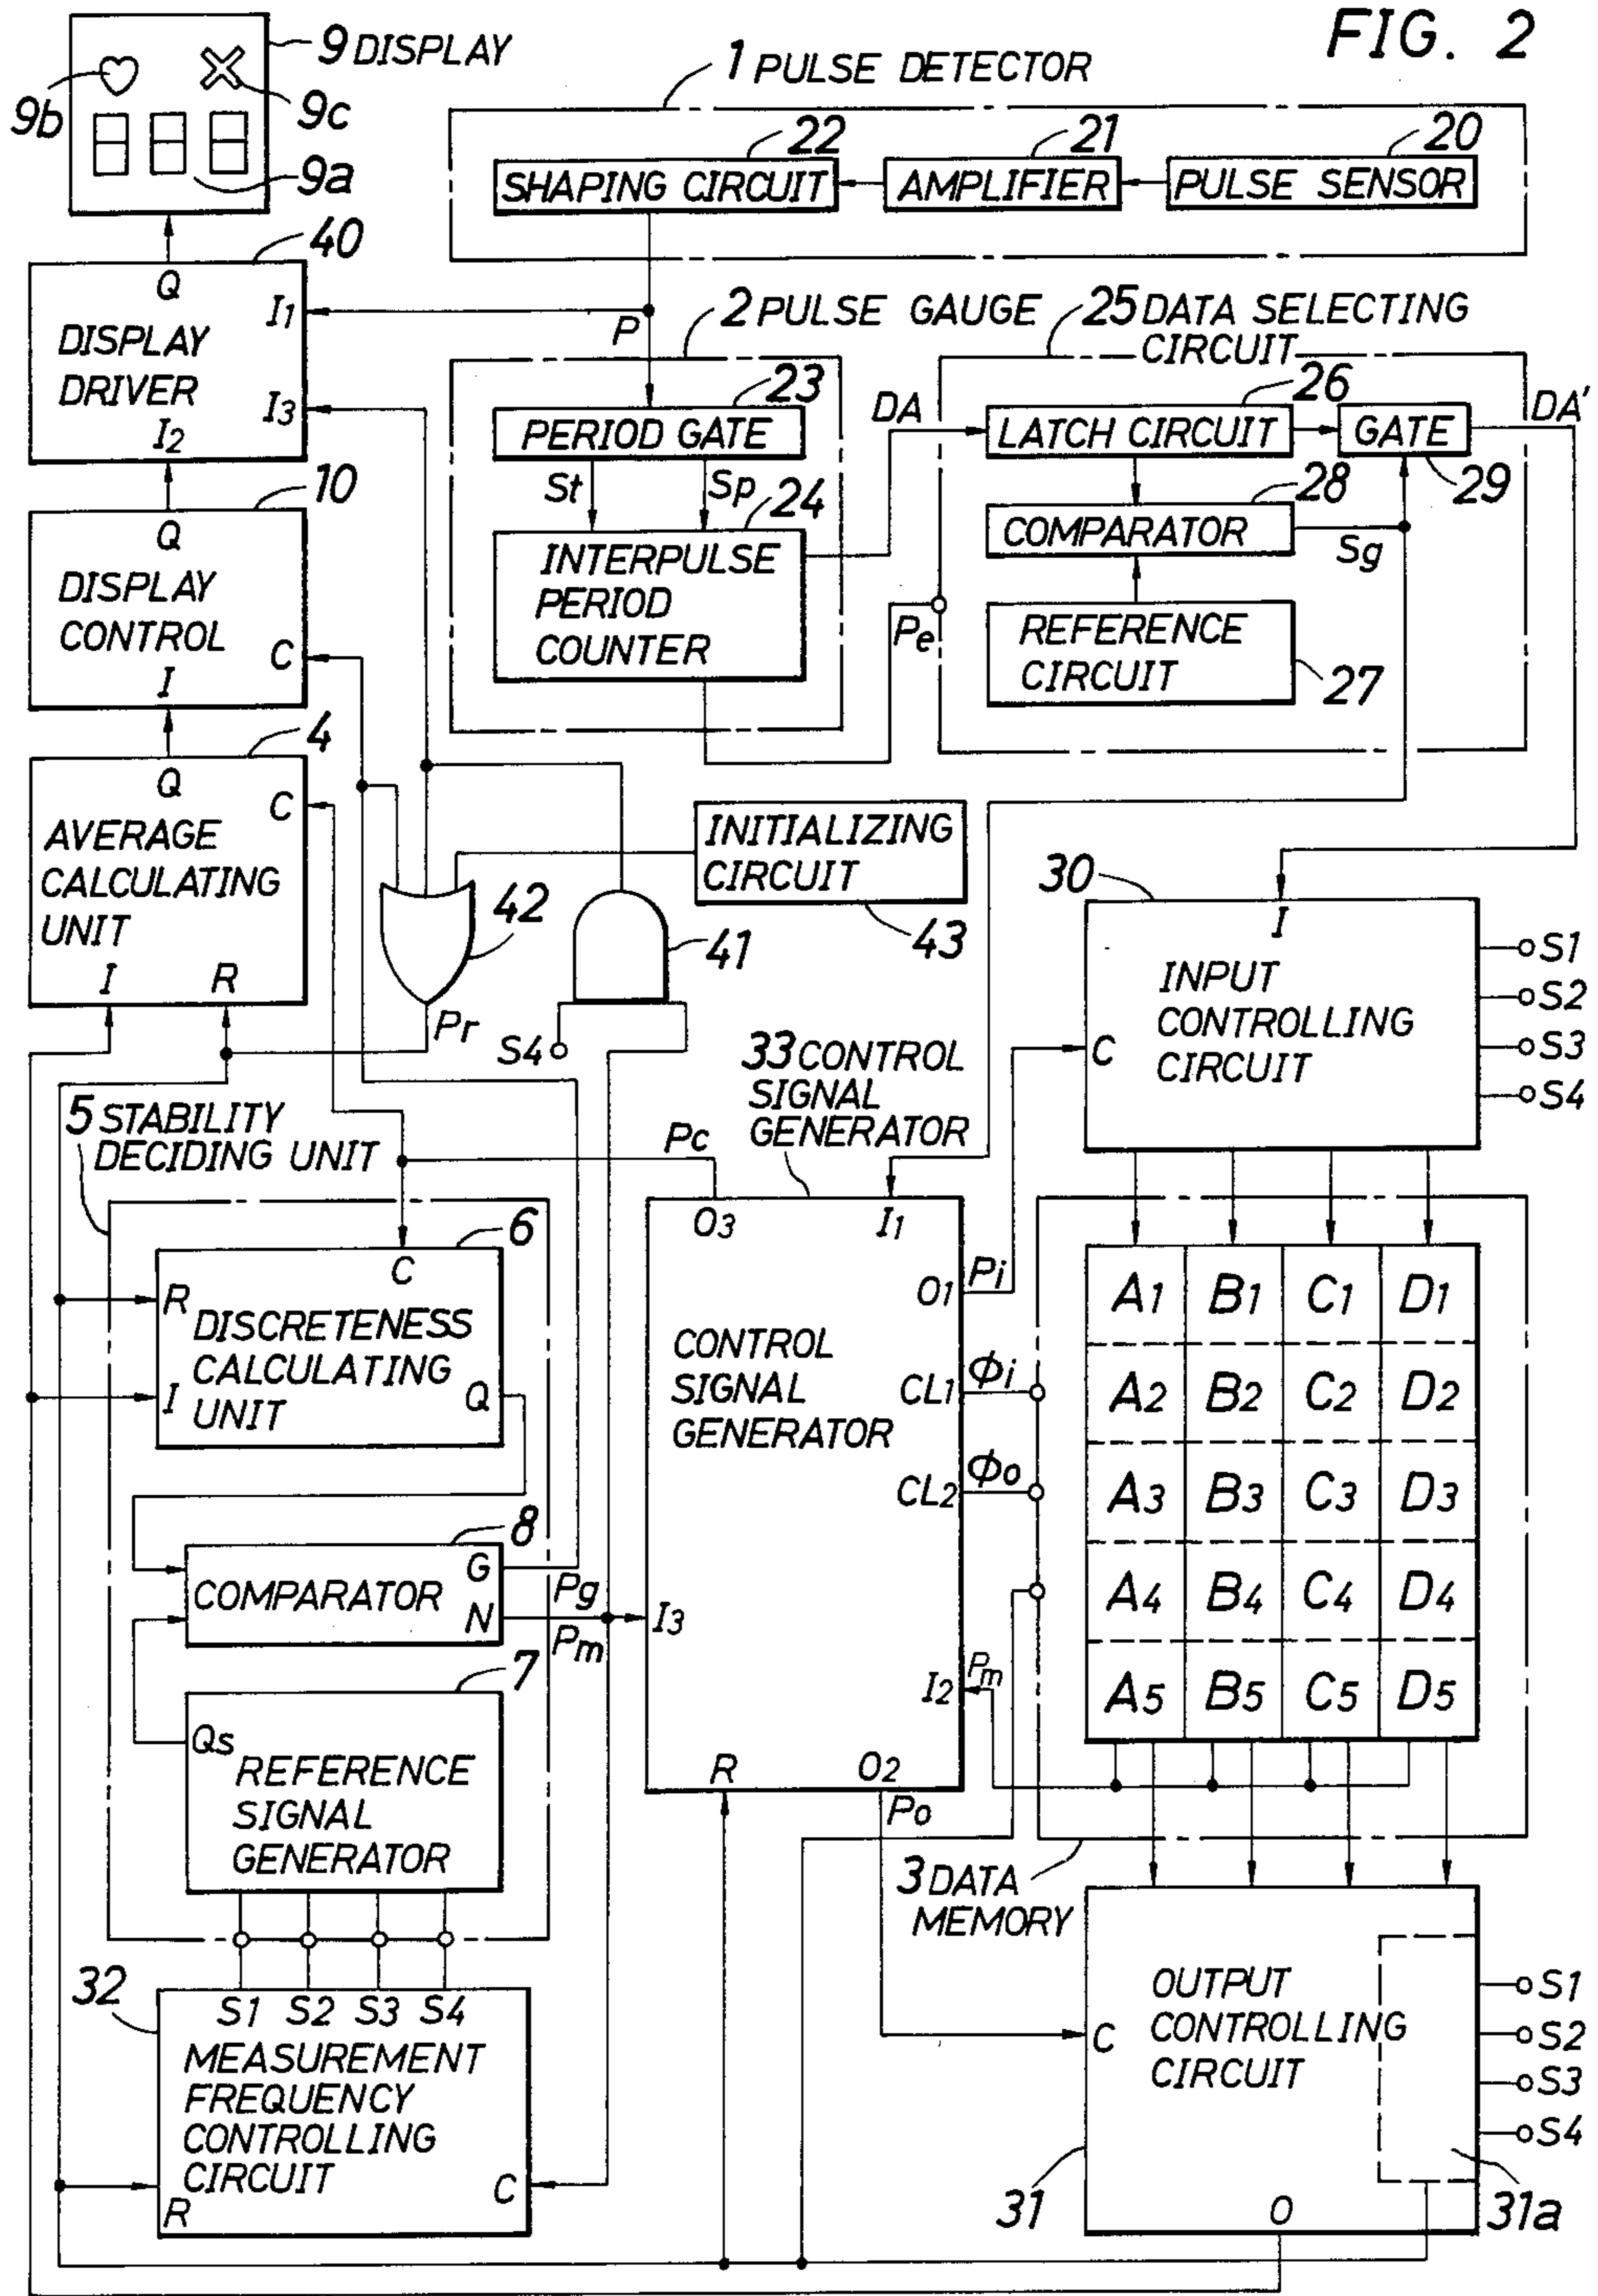 FIG. 2
9 DISPLAY
9b
9c
9a
1 PULSE DETECTOR
22
21
20
SHAPING CIRCUIT
AMPLIFIER
PULSE SENSOR
40
Q
I1
DISPLAY
DRIVER
I3
I2
P
2 PULSE GAUGE
25 DATA SELECTING
CIRCUIT
23
PERIOD GATE
St
Sp
24
INTERPULSE
PERIOD
COUNTER
DA
26
LATCH CIRCUIT
GATE
DA'
29
28
COMPARATOR
Sg
Pe
REFERENCE
CIRCUIT
27
10
Q
DISPLAY
CONTROL
C
I
4
Q
C
AVERAGE
CALCULATING
UNIT
I
R
INITIALIZING
CIRCUIT
43
42
41
Pr
S4
30
I
INPUT
CONTROLLING
CIRCUIT
C
S1
S2
S3
S4
33 CONTROL
SIGNAL
GENERATOR
5 STABILITY
DECIDING UNIT
Pc
6
C
R
DISCRETENESS
CALCULATING
UNIT
I
Q
O3
I1
O1
Pi
CONTROL
SIGNAL
GENERATOR
CL1
Φi
CL2
Φo
I3
I2
Pm
R
O2
Po
A1 B1 C1 D1
A2 B2 C2 D2
A3 B3 C3 D3
A4 B4 C4 D4
A5 B5 C5 D5
8
COMPARATOR
G
N
Pg
Pm
7
Qs
REFERENCE
SIGNAL
GENERATOR
3 DATA
MEMORY
32
S1 S2 S3 S4
MEASUREMENT
FREQUENCY
CONTROLLING
CIRCUIT
R
C
OUTPUT
CONTROLLING
CIRCUIT
C
S1
S2
S3
S4
31
O
31a